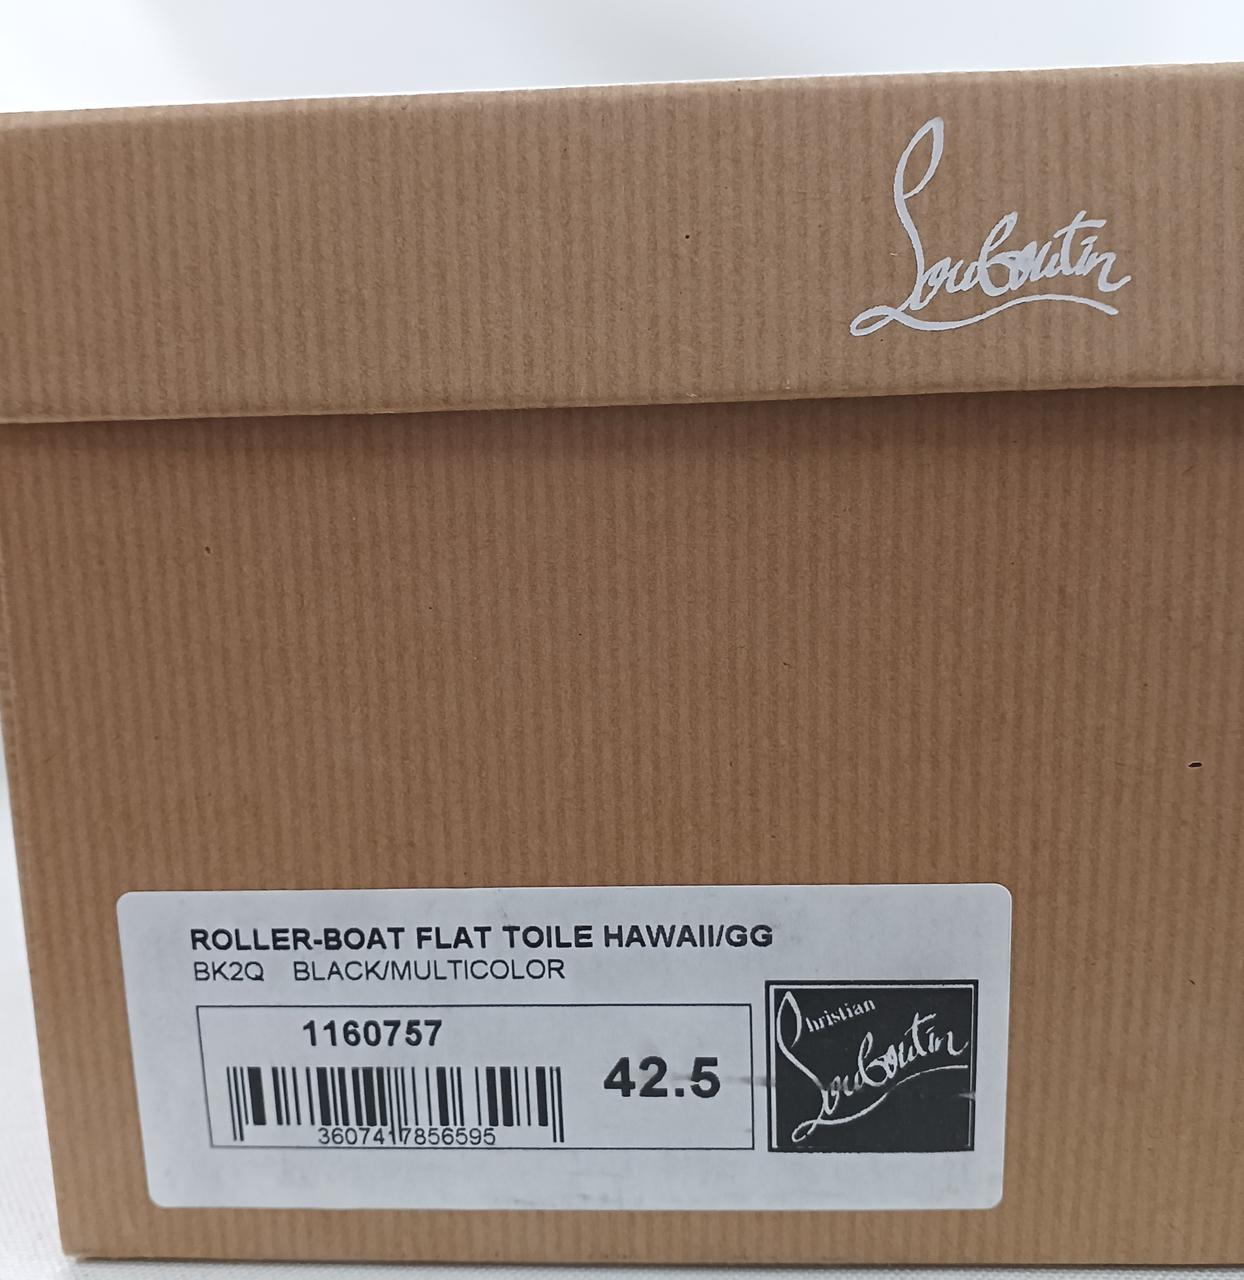 Louboutin
ROLLER-BOAT FLAT TOILE HAWAII/GG
BK2Q BLACK/MULTICOLOR
1160757
42.5
3607417856595
Christian
Louboutin